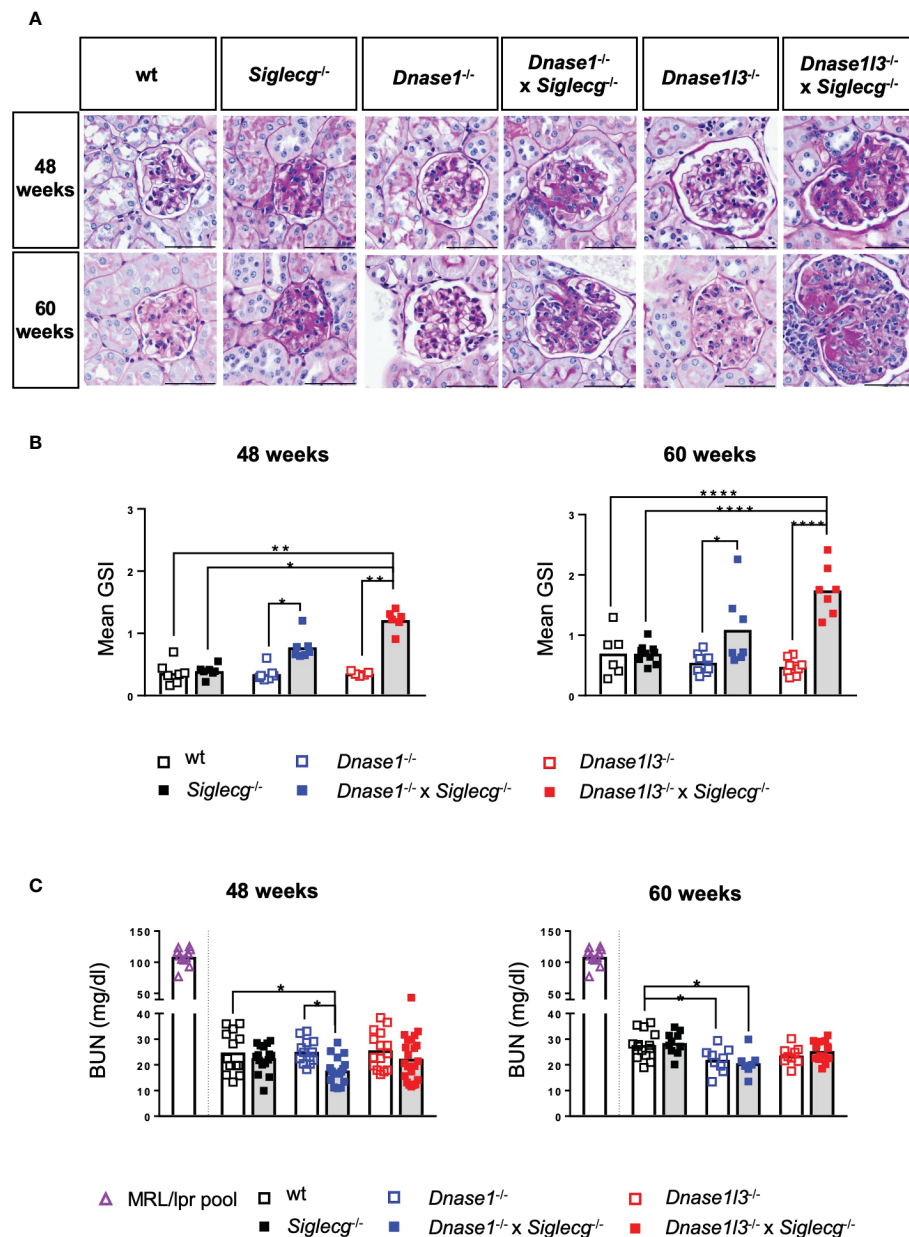 A
wt
Siglecg-/-
Dnase1-/-
Dnase1-/-
x Siglecg-/-
Dnase1l3-/-
Dnase1l3-/-
x Siglecg-/-
48
weeks
60
weeks
B
48 weeks
Mean GSI
3
2
1
0
**
*
*
**
60 weeks
Mean GSI
3
2
1
0
****
****
*
****
wt
Dnase1-/-
Dnase1l3-/-
Siglecg-/-
Dnase1-/- x Siglecg-/-
Dnase1l3-/- x Siglecg-/-
C
48 weeks
BUN (mg/dl)
150
100
50
40
30
20
10
0
*
*
60 weeks
BUN (mg/dl)
150
100
50
40
30
20
10
0
*
*
MRL/lpr pool
wt
Dnase1-/-
Dnase1l3-/-
Siglecg-/-
Dnase1-/- x Siglecg-/-
Dnase1l3-/- x Siglecg-/-